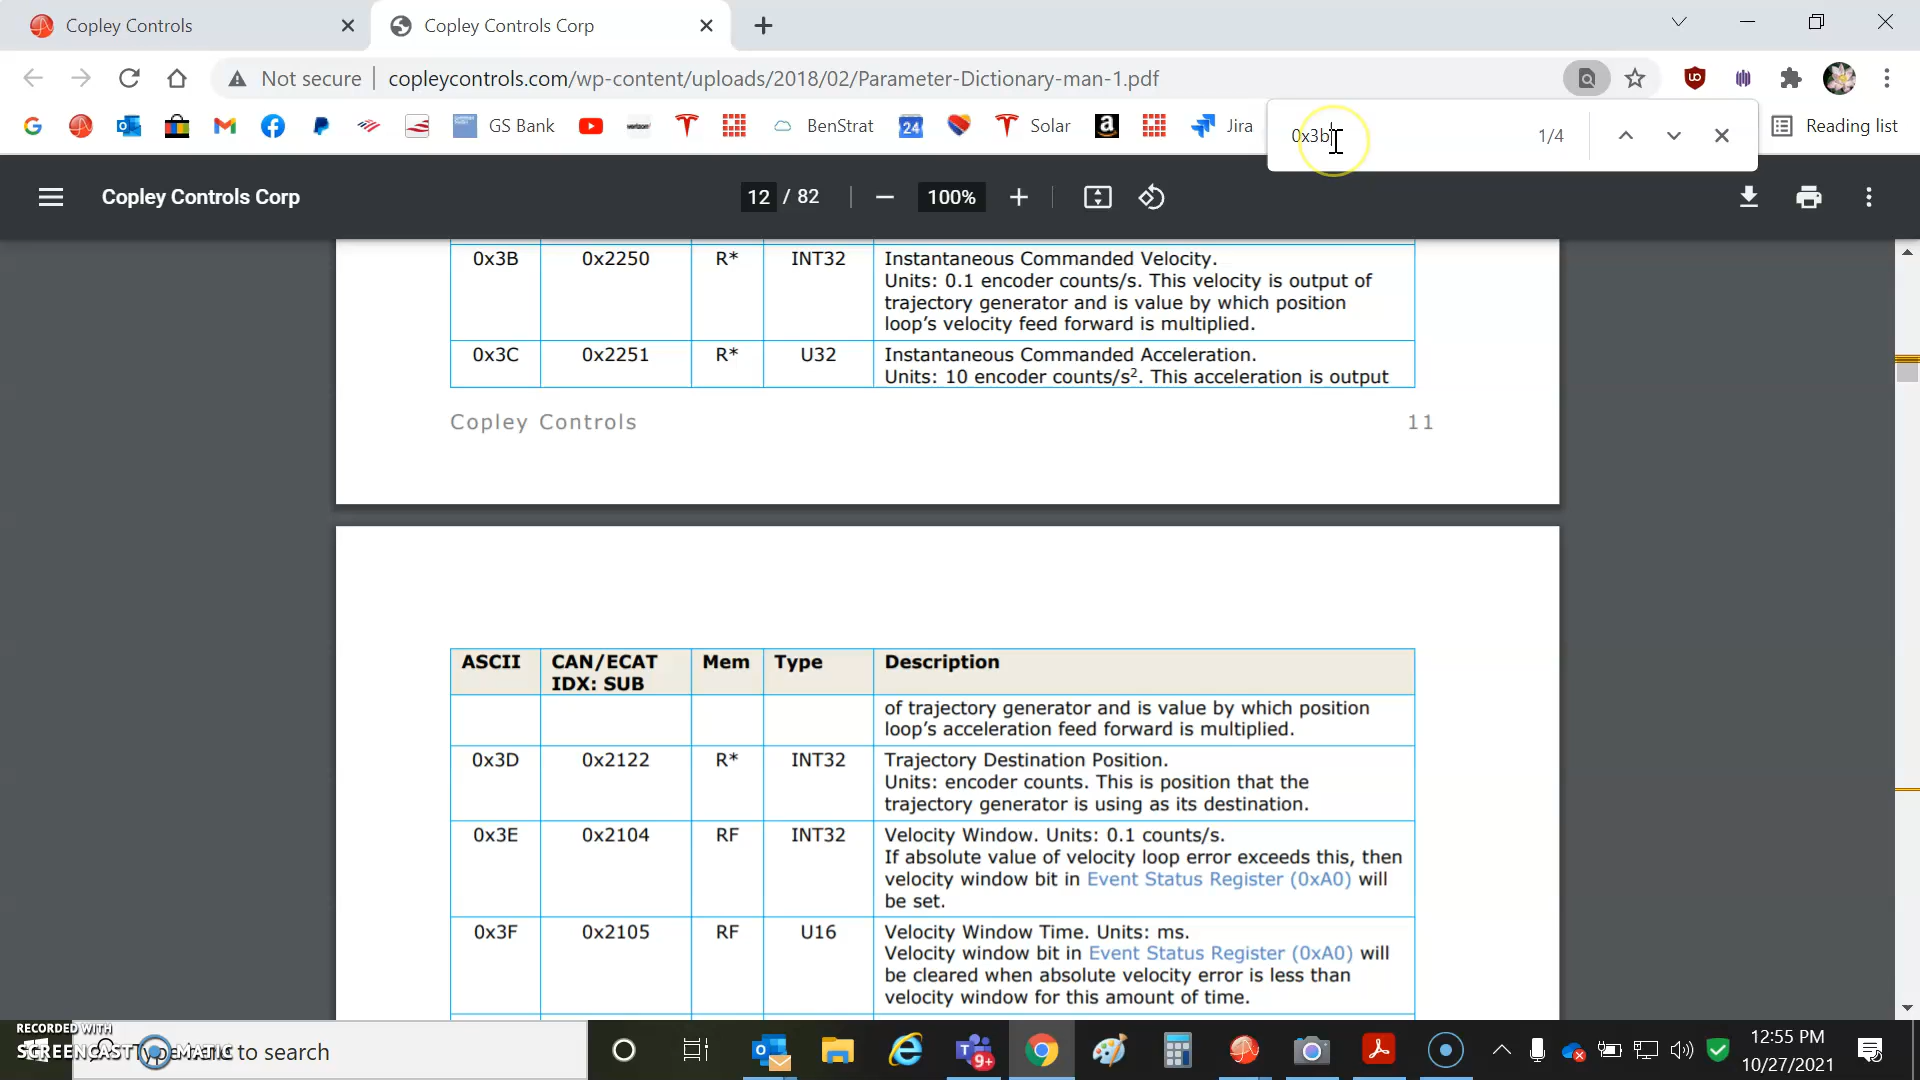 Copley Controls
Copley Controls Corp
Not secure
copleycontrols.com/wp-content/uploads/2018/02/Parameter-Dictionary-man-1.pdf
GS Bank
BenStrat
24
Solar
a
Jira
0x3b
1/4
Reading list
Copley Controls Corp
12 / 82
100%
0x3B 0x2250 R* INT32 Instantaneous Commanded Velocity.
Units: 0.1 encoder counts/s. This velocity is output of
trajectory generator and is value by which position
loop's velocity feed forward is multiplied.
0x3C 0x2251 R* U32 Instantaneous Commanded Acceleration.
Units: 10 encoder counts/s². This acceleration is output
Copley Controls 11
ASCII CAN/ECAT Mem Type Description
IDX: SUB
of trajectory generator and is value by which position
loop's acceleration feed forward is multiplied.
0x3D 0x2122 R* INT32 Trajectory Destination Position.
Units: encoder counts. This is position that the
trajectory generator is using as its destination.
0x3E 0x2104 RF INT32 Velocity Window. Units: 0.1 counts/s.
If absolute value of velocity loop error exceeds this, then
velocity window bit in Event Status Register (0xA0) will
be set.
0x3F 0x2105 RF U16 Velocity Window Time. Units: ms.
Velocity window bit in Event Status Register (0xA0) will
be cleared when absolute velocity error is less than
velocity window for this amount of time.
RECORDED WITH
SCREENCAST MATIC
Type here to search
9+
12:55 PM
10/27/2021